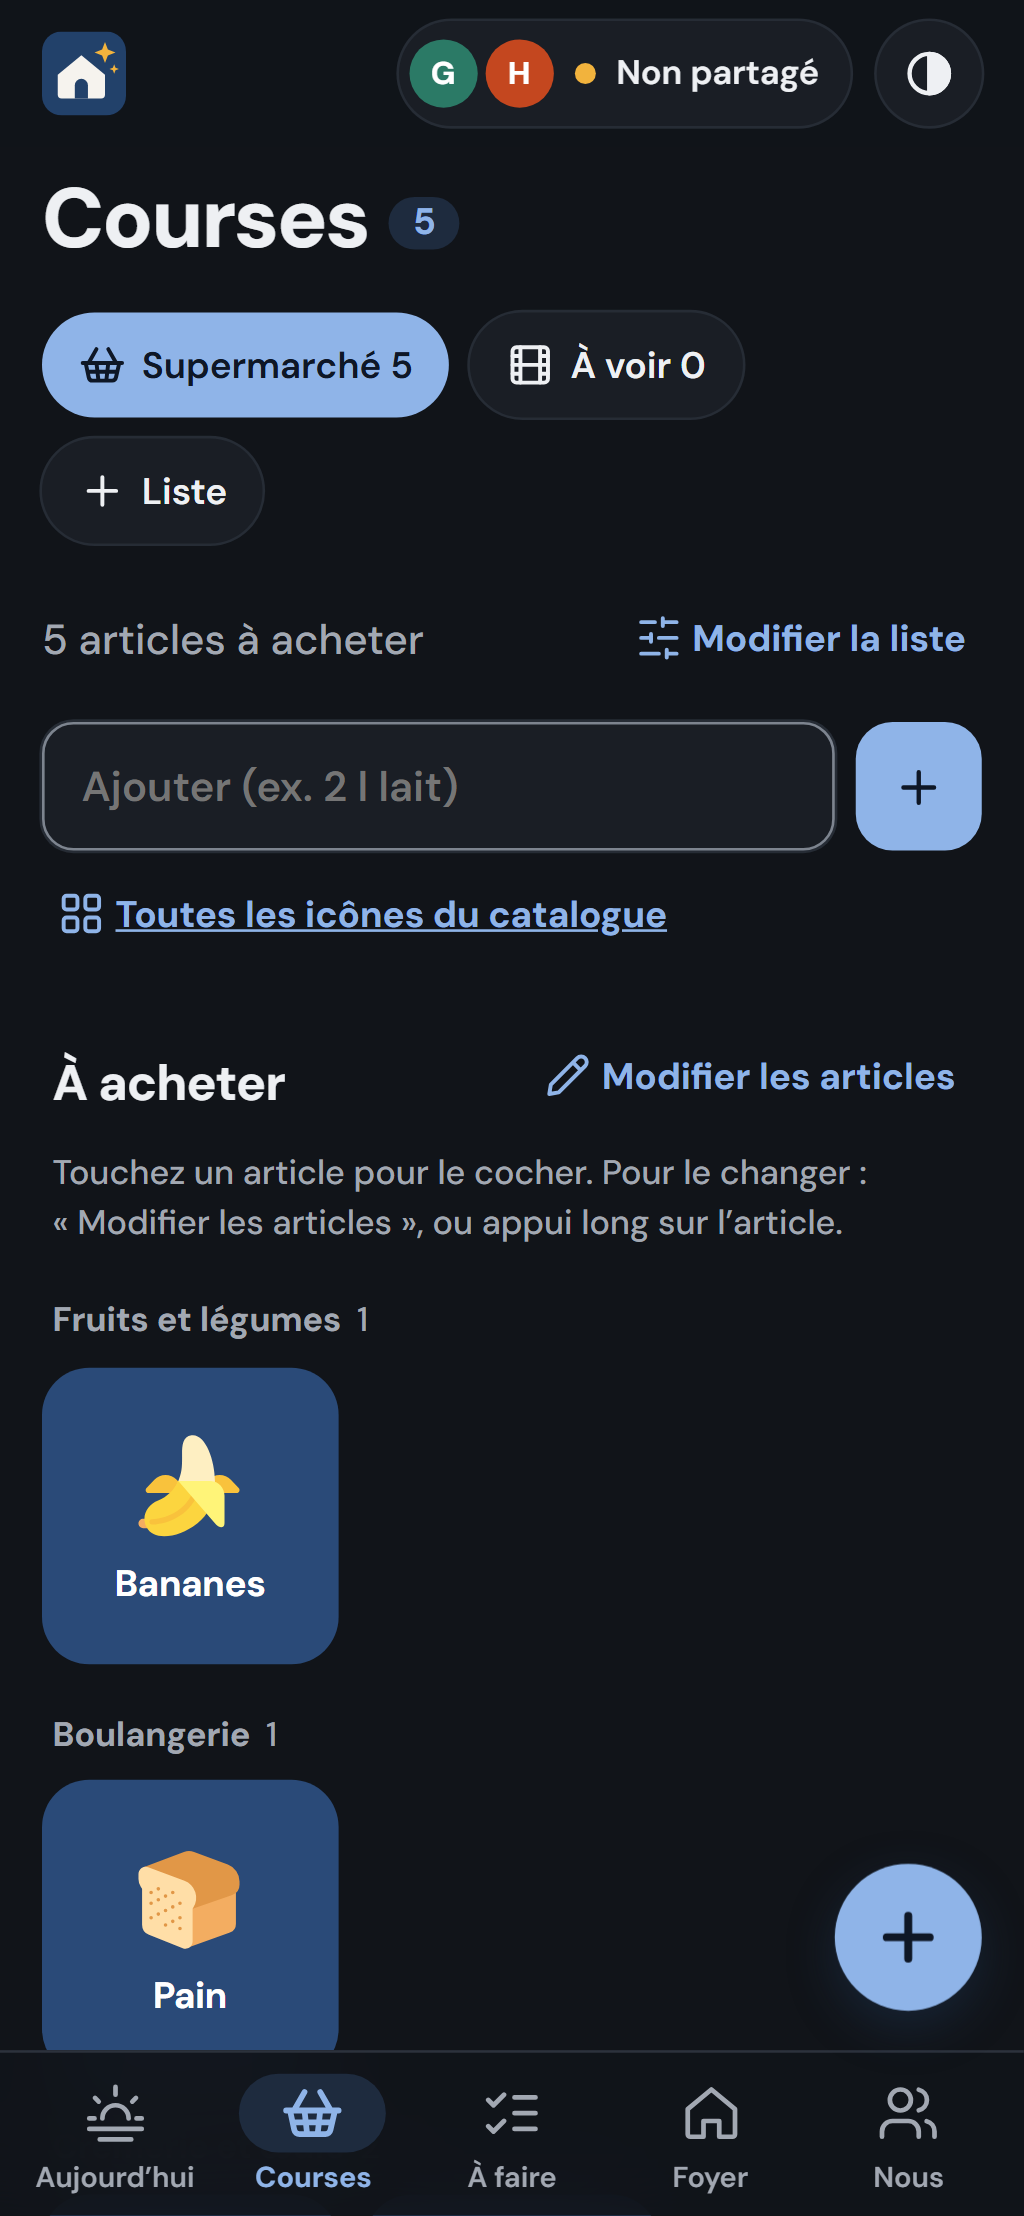 G H Non partagé
Courses 5
Supermarché 5
À voir 0
Liste
5 articles à acheter
Modifier la liste
Ajouter (ex. 2 l lait)
Toutes les icônes du catalogue
À acheter
Modifier les articles
Touchez un article pour le cocher. Pour le changer :
« Modifier les articles », ou appui long sur l’article.
Fruits et légumes 1
Bananes
Boulangerie 1
Pain
Aujourd’hui
Courses
À faire
Foyer
Nous